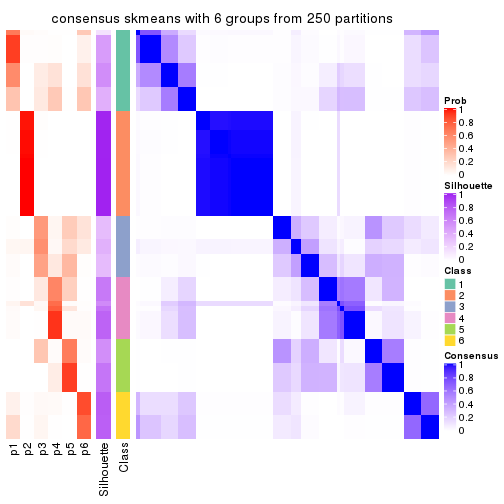 consensus skmeans with 6 groups from 250 partitions
Prob
1
0.8
0.6
0.4
0.2
0
Silhouette
1
0.8
0.6
0.4
0.2
0
Class
1
2
3
4
5
6
Consensus
1
0.8
0.6
0.4
0.2
0
p1
p2
p3
p4
p5
p6
Silhouette
Class